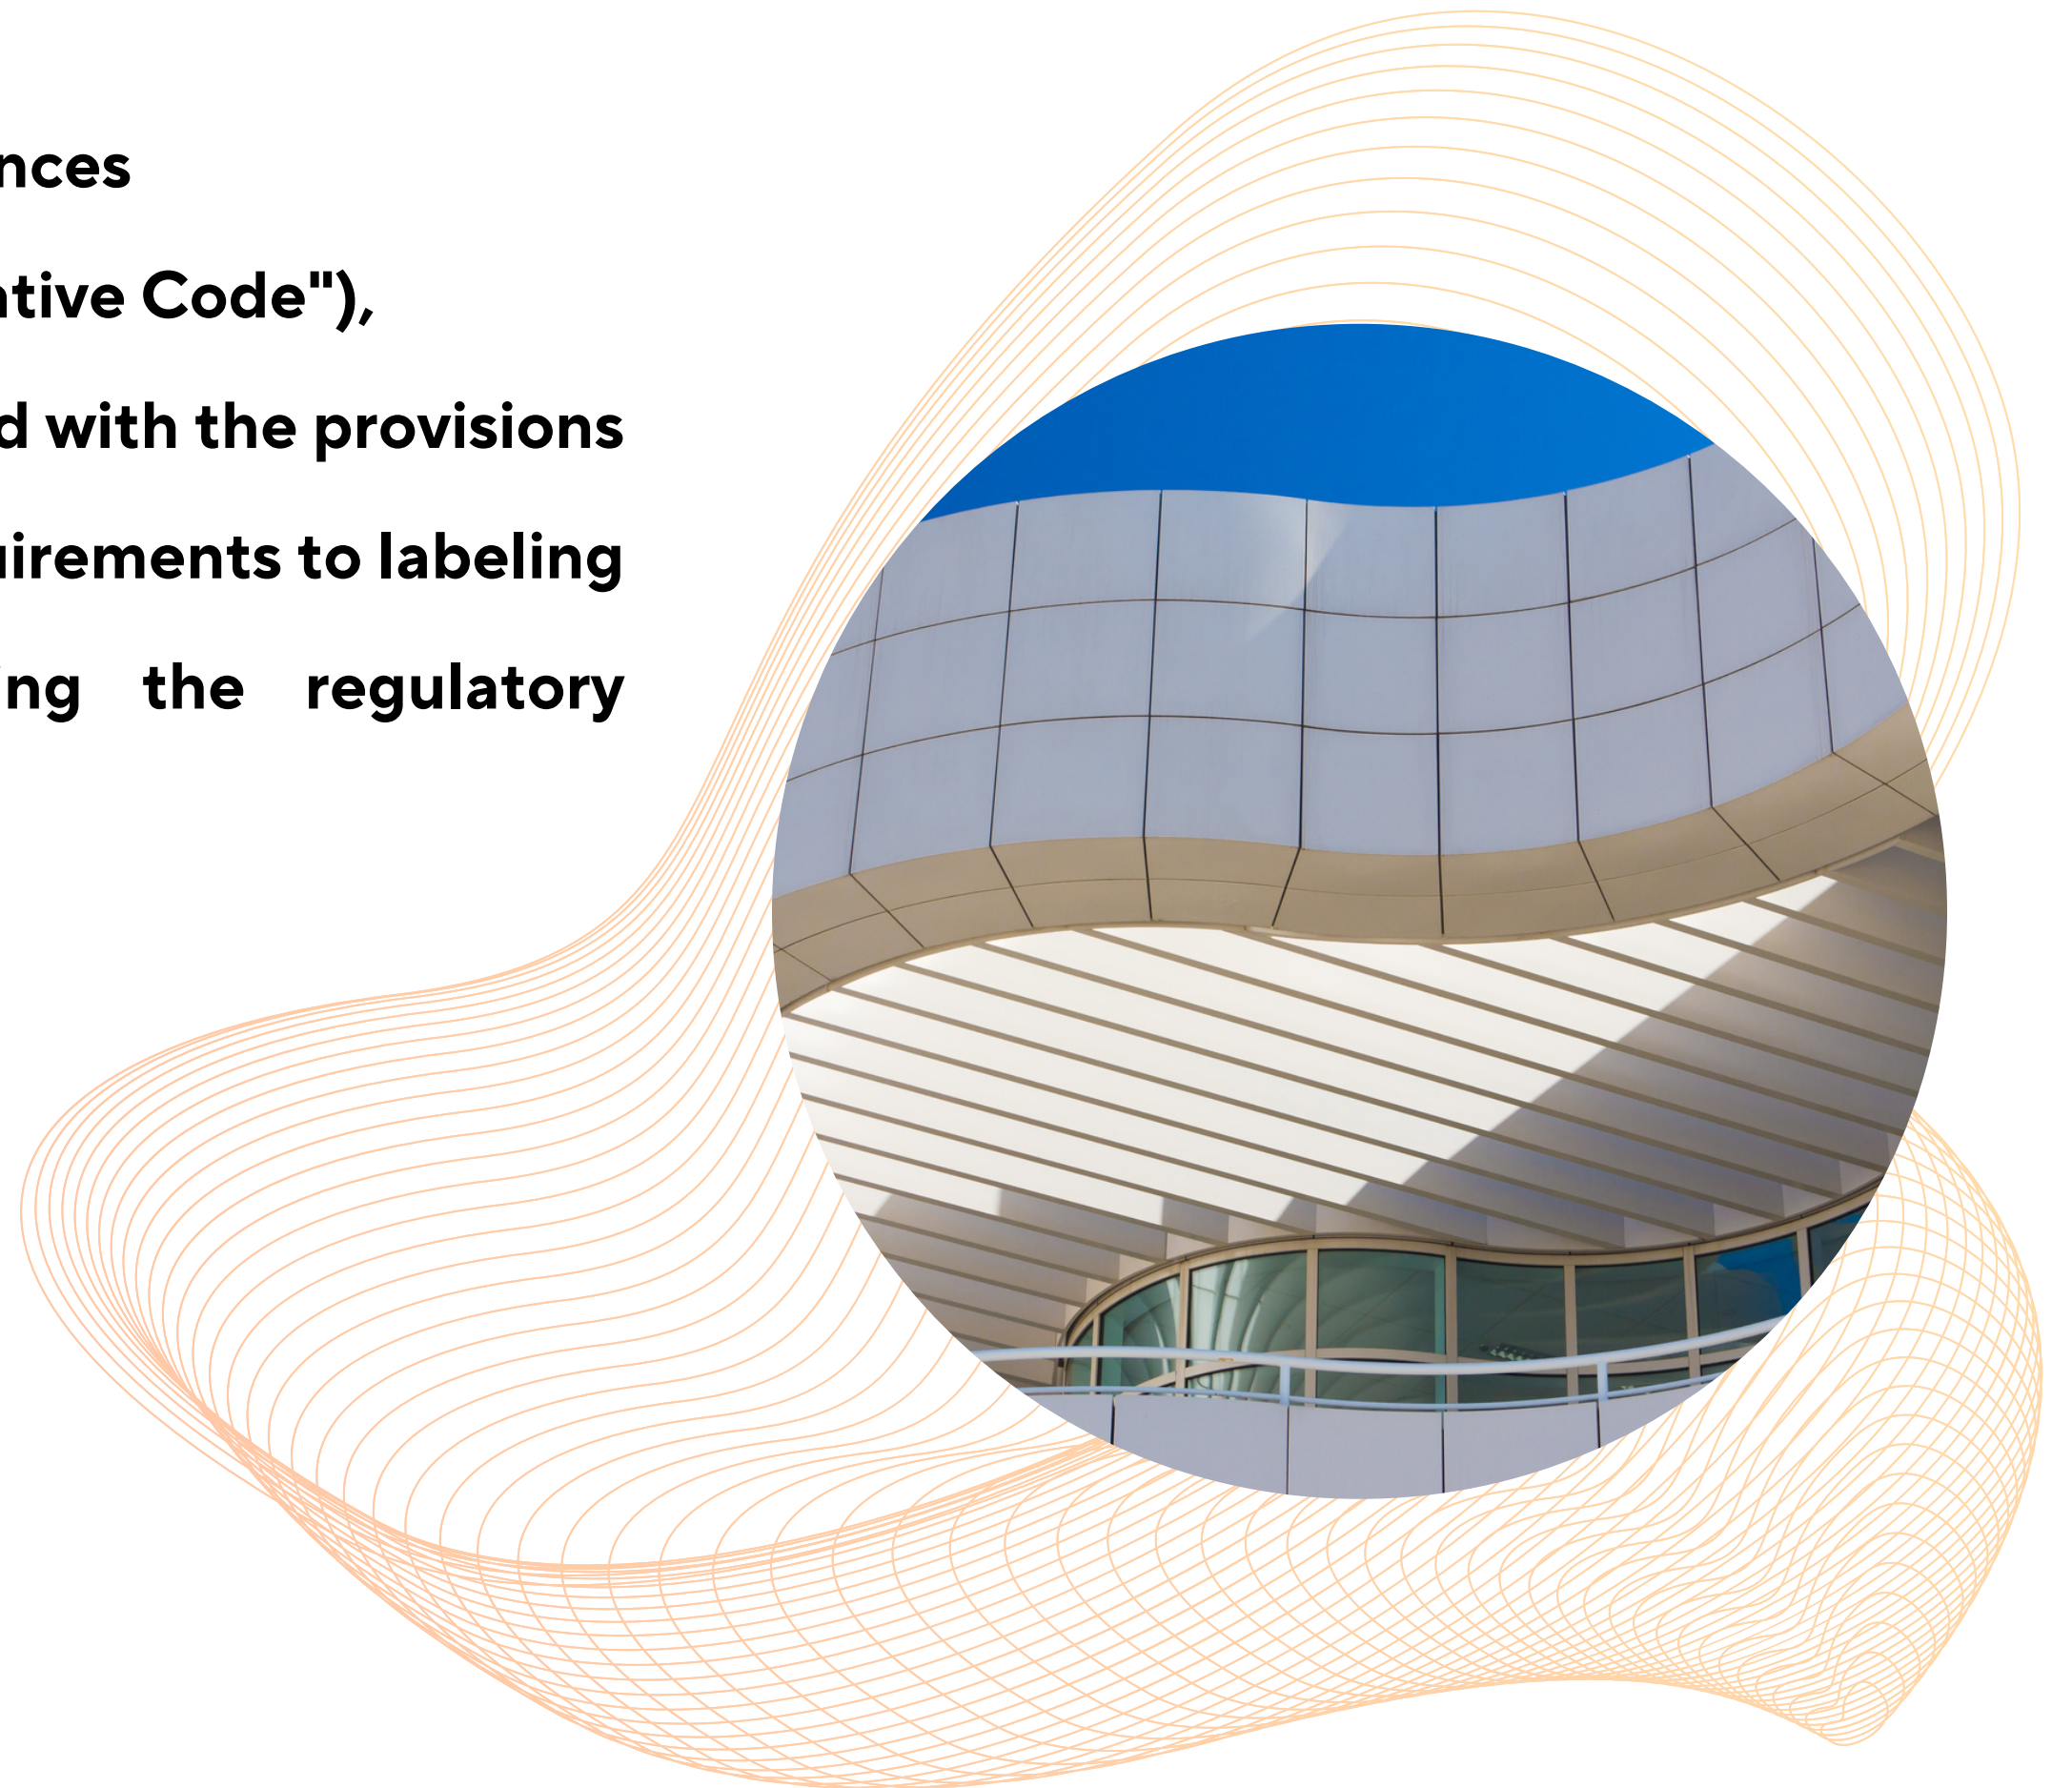 nces
ative Code"),
d with the provisions
uirements to labeling
ing the regulatory